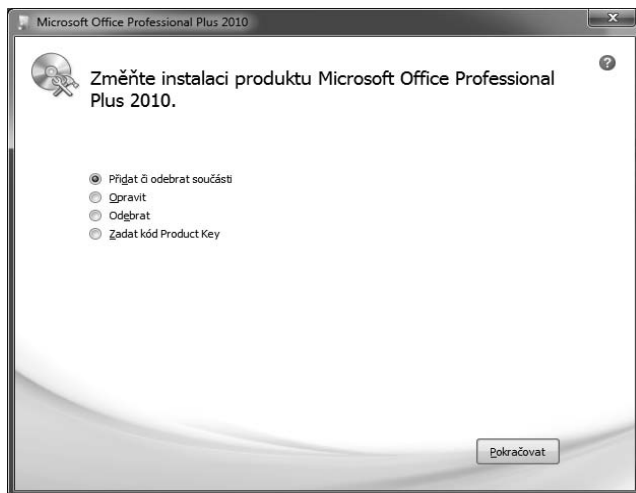 Microsoft Office Professional Plus 2010
Změňte instalaci produktu Microsoft Office Professional
Plus 2010.
Přidat či odebrat součásti
Opravit
Odebrat
Zadat kód Product Key
Pokračovat